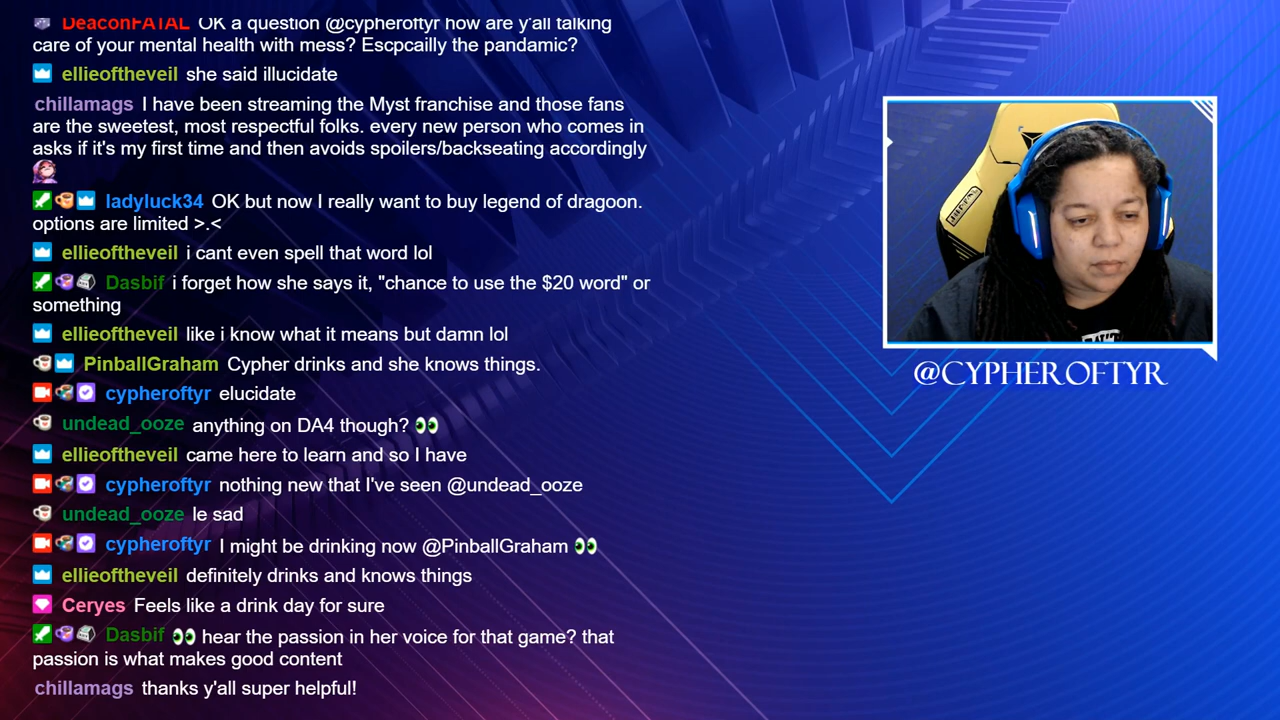 DeaconFATAL OK a question @cypheroftyr how are y'all talking
care of your mental health with mess? Escpcailly the pandamic?
ellieoftheveil she said illucidate
chillamags I have been streaming the Myst franchise and those fans
are the sweetest, most respectful folks. every new person who comes in
asks if it's my first time and then avoids spoilers/backseating accordingly
ladyluck34 OK but now I really want to buy legend of dragoon.
options are limited >.<
ellieoftheveil i cant even spell that word lol
Dasbif i forget how she says it, "chance to use the $20 word" or
something
ellieoftheveil like i know what it means but damn lol
PinballGraham Cypher drinks and she knows things.
cypheroftyr elucidate
undead_ooze anything on DA4 though? 👀
ellieoftheveil came here to learn and so I have
cypheroftyr nothing new that I've seen @undead_ooze
undead_ooze le sad
cypheroftyr I might be drinking now @PinballGraham 👀
ellieoftheveil definitely drinks and knows things
Ceryes Feels like a drink day for sure
Dasbif 👀 hear the passion in her voice for that game? that
passion is what makes good content
chillamags thanks y'all super helpful!
@CYPHEROFTYR